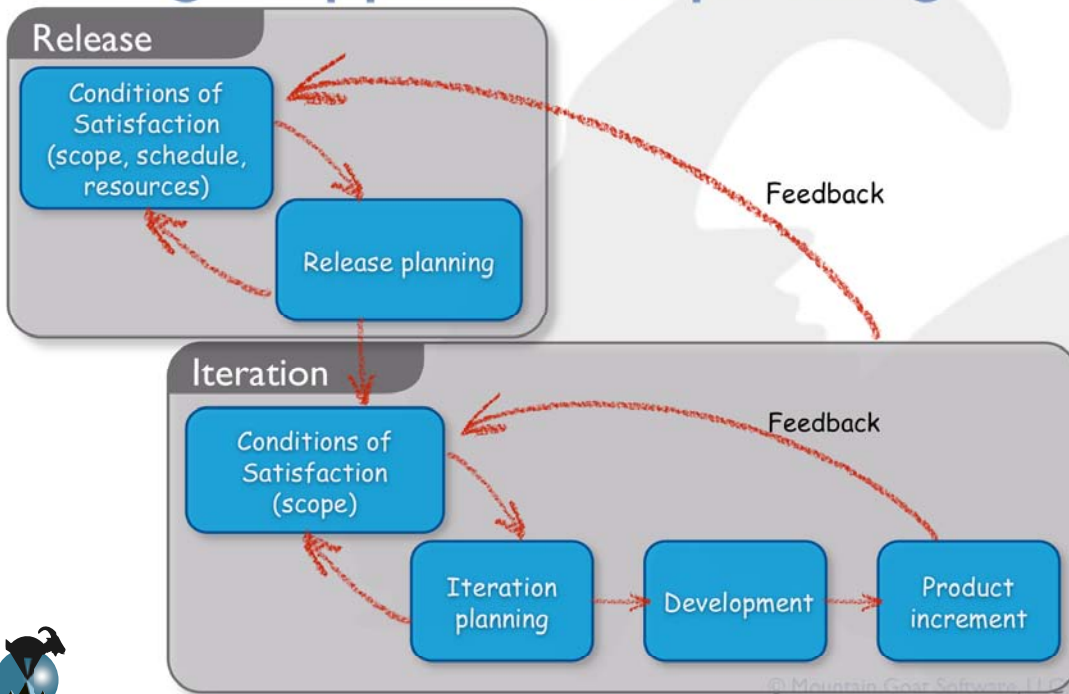 Release
Conditions of
Satisfaction
(scope, schedule,
resources)
Release planning
Feedback
Iteration
Conditions of
Satisfaction
(scope)
Feedback
Iteration
planning
Development
Product
increment
© Mountain Goat Software, LLC